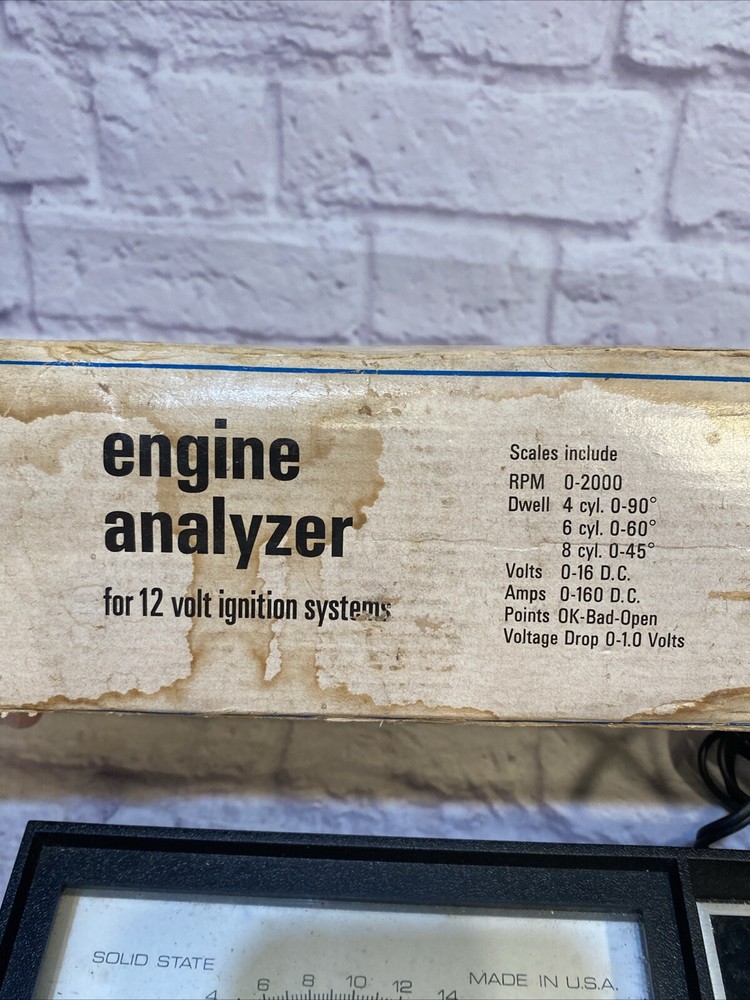 engine
analyzer
for 12 volt ignition systems
Scales include
RPM 0-2000
Dwell 4 cyl. 0-90°
6 cyl. 0-60°
8 cyl. 0-45°
Volts 0-16 D.C.
Amps 0-160 D.C.
Points OK-Bad-Open
Voltage Drop 0-1.0 Volts
SOLID STATE
MADE IN U.S.A.
4 6 8 10 12 14